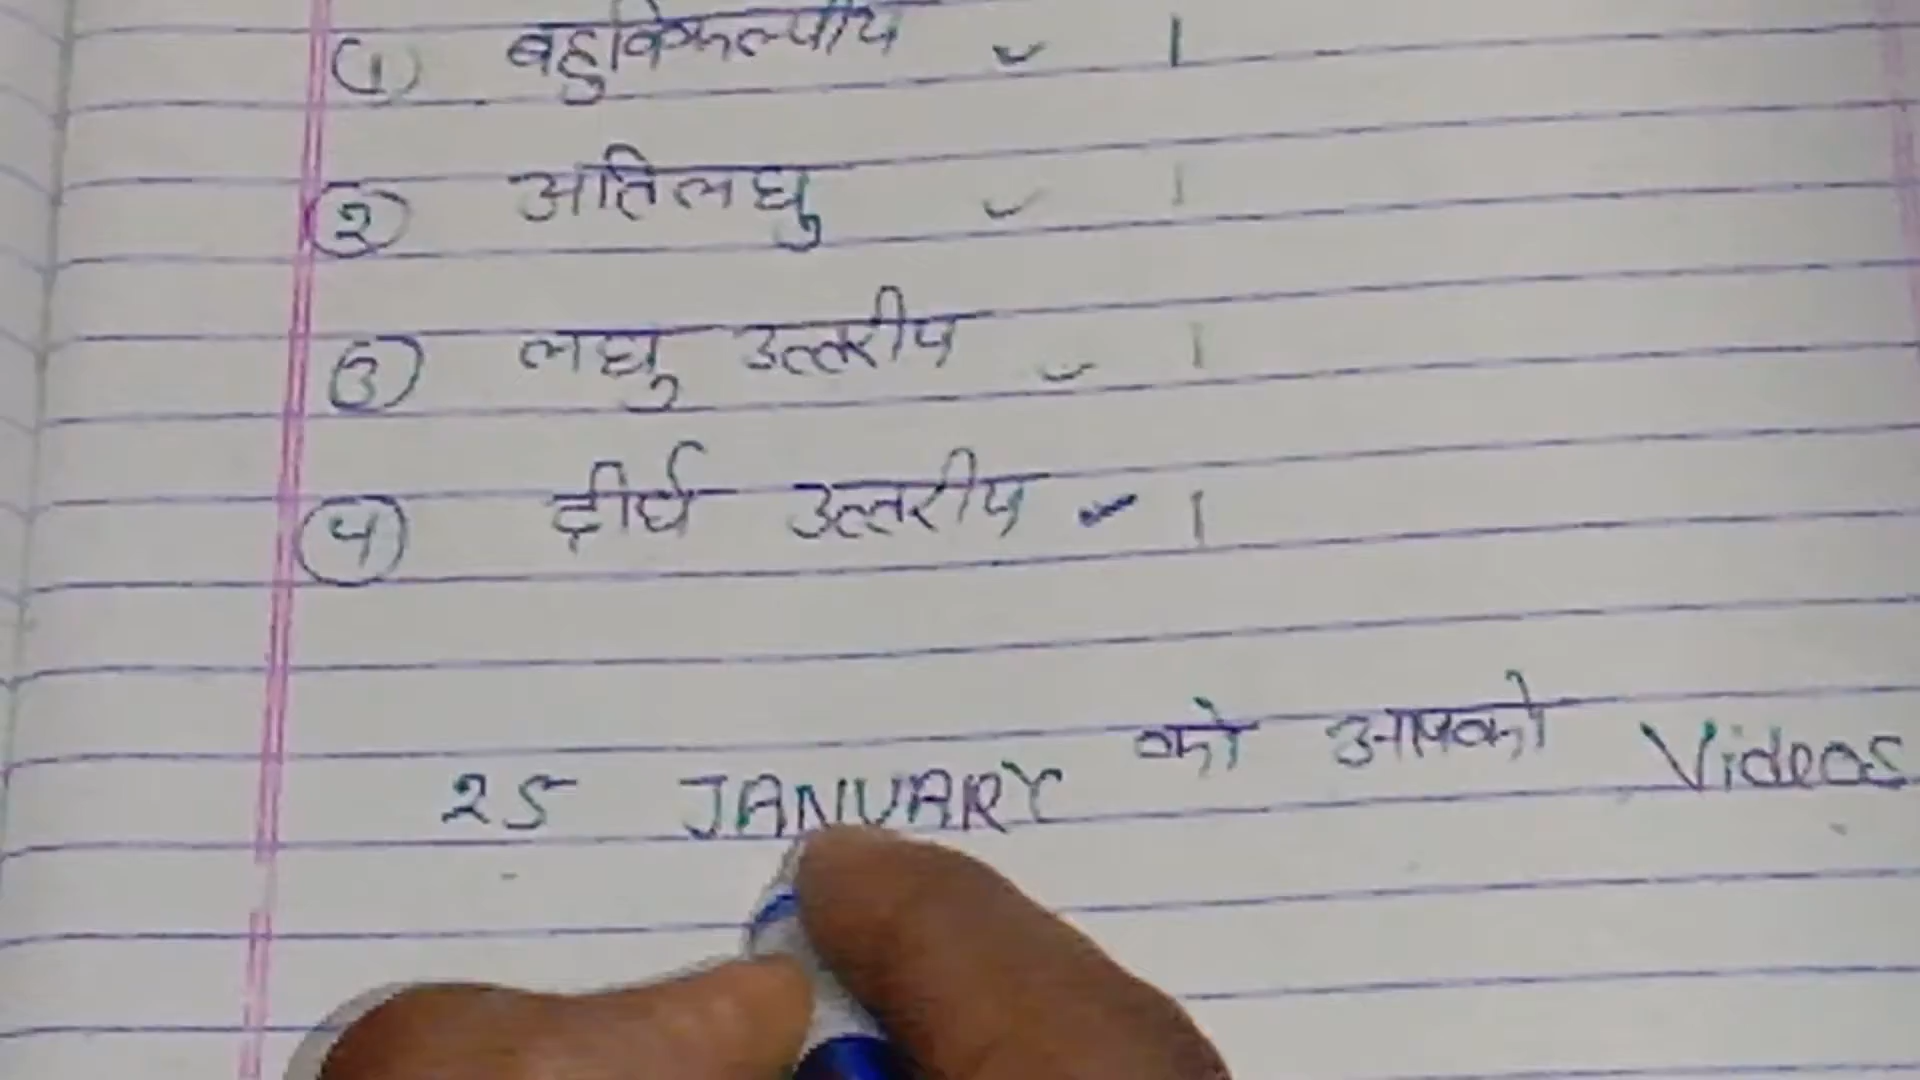 (1) बहुविकल्पीय - 1
(2) अतिलघु - 1
(3) लघु उत्तरीय - 1
(4) दीर्घ उत्तरीय - 1
25 JANUARY को आपको Videos